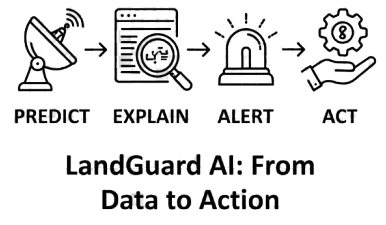 PREDICT EXPLAIN ALERT ACT
LandGuard AI: From
Data to Action